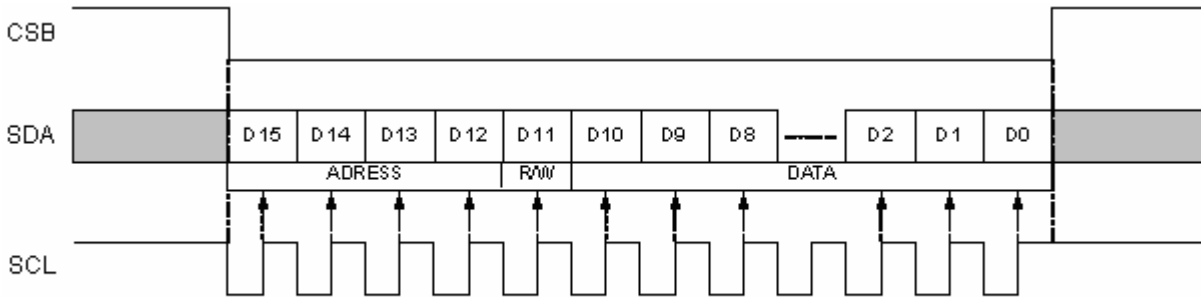 CSB
SDA D15 D14 D13 D12 D11 D10 D9 D8 D2 D1 D0
ADRESS R/W DATA
SCL